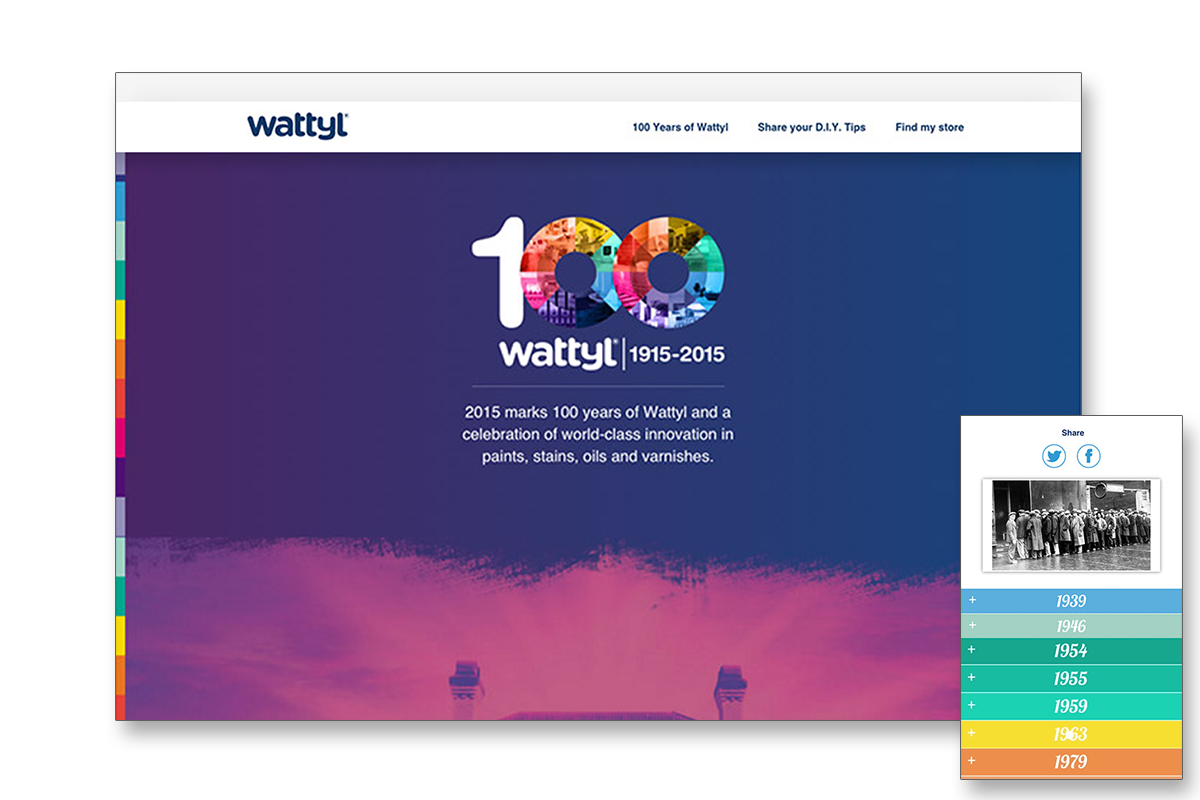 wattyl®
100 Years of Wattyl
Share your D.I.Y. Tips
Find my store
100
wattyl® | 1915-2015
2015 marks 100 years of Wattyl and a
celebration of world-class innovation in
paints, stains, oils and varnishes.
Share
+ 1939
+ 1946
+ 1954
+ 1955
+ 1959
+ 1963
+ 1979